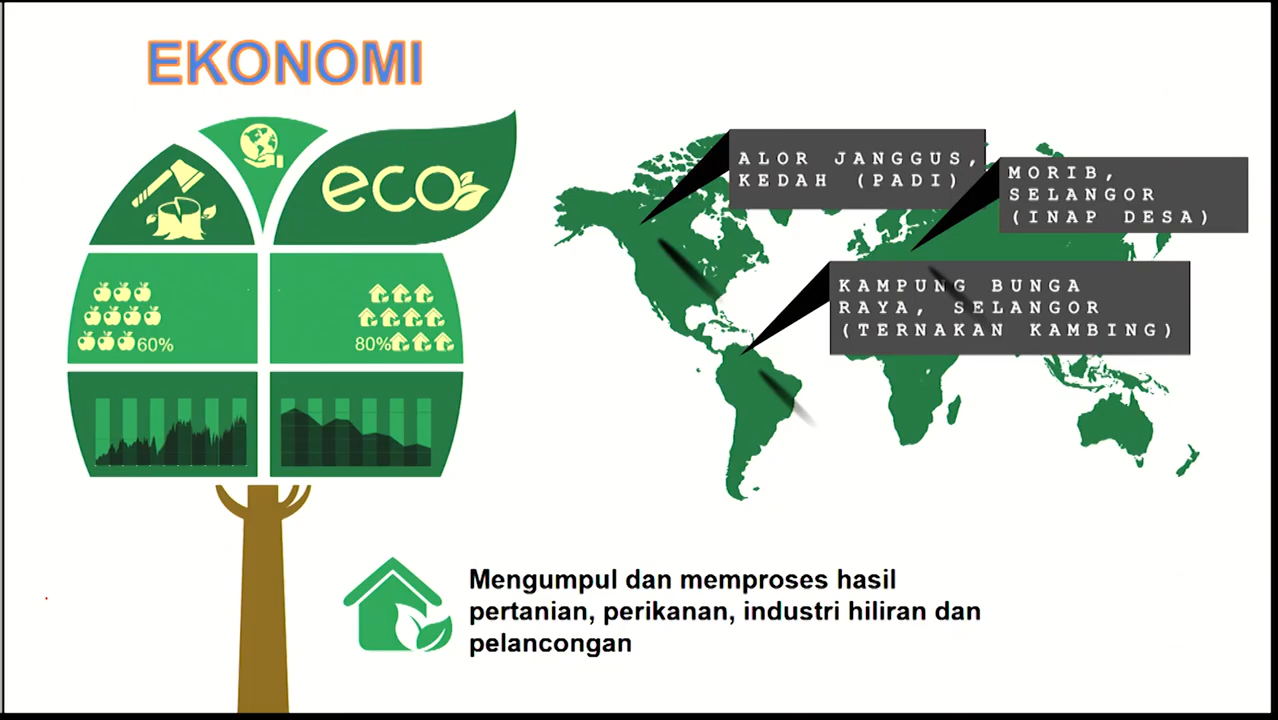 EKONOMI
eco
60%
80%
ALOR JANGGUS,
KEDAH (PADI)
MORIB,
SELANGOR
(INAP DESA)
KAMPUNG BUNGA
RAYA, SELANGOR
(TERNAKAN KAMBING)
Mengumpul dan memproses hasil
pertanian, perikanan, industri hiliran dan
pelancongan